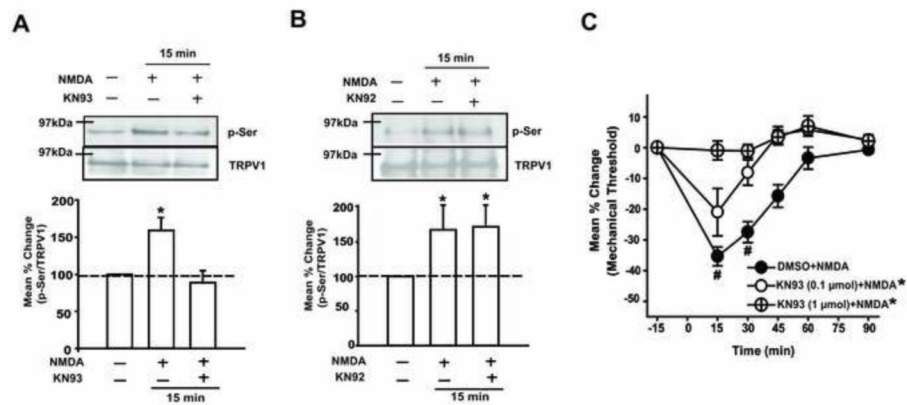 A
15 min
NMDA – + +
KN93 – +
97kDa
p-Ser
97kDa
TRPV1
*
200
150
100
50
0
Mean % Change
(p-Ser/TRPV1)
NMDA – + +
KN93 – – +
15 min
B
15 min
NMDA – + +
KN92 – +
97kDa
p-Ser
97kDa
TRPV1
* *
200
150
100
50
0
Mean % Change
(p-Ser/TRPV1)
NMDA – + +
KN92 – – +
15 min
C
10
0
-10
-20
-30
-40
-50
Mean % Change
(Mechanical Threshold)
#
#
DMSO+NMDA
KN93 (0.1 µmol)+NMDA*
KN93 (1 µmol)+NMDA*
-15 0 15 30 45 60 75 90
Time (min)